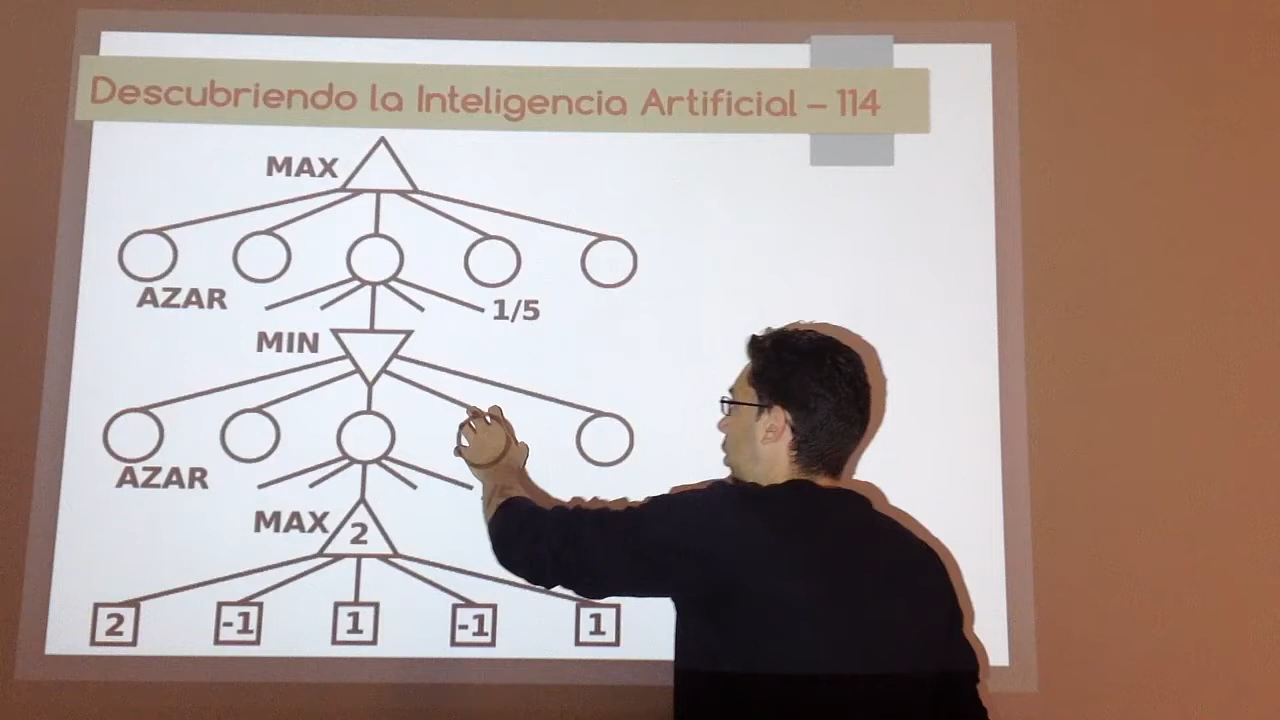 Descubriendo la Inteligencia Artificial – 114
MAX
AZAR
1/5
MIN
AZAR
MAX
2
2 -1 1 -1 1